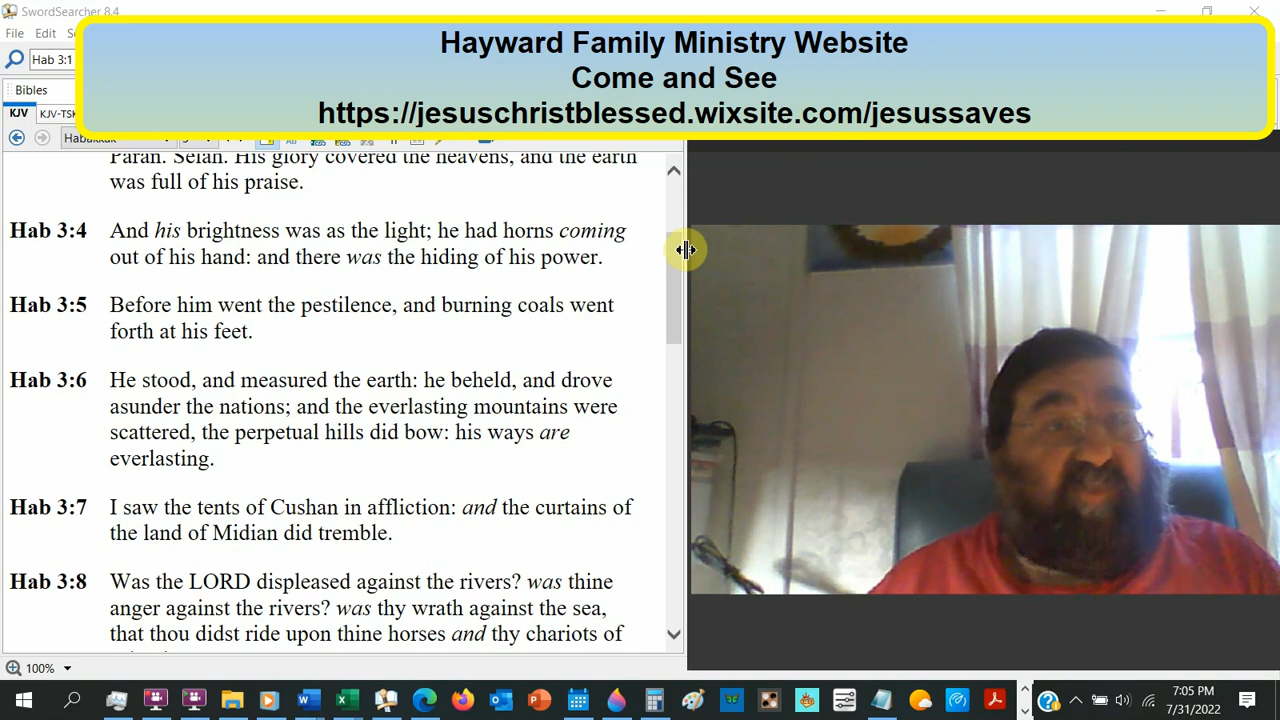 SwordSearcher 8.4
File Edit
Hayward Family Ministry Website
Come and See
https://jesuschristblessed.wixsite.com/jesussaves
Hab 3:1
Bibles
KJV KJV-TSK
Habakkuk
Paran. Selah. His glory covered the heavens, and the earth
was full of his praise.
Hab 3:4 And his brightness was as the light; he had horns coming
out of his hand: and there was the hiding of his power.
Hab 3:5 Before him went the pestilence, and burning coals went
forth at his feet.
Hab 3:6 He stood, and measured the earth: he beheld, and drove
asunder the nations; and the everlasting mountains were
scattered, the perpetual hills did bow: his ways are
everlasting.
Hab 3:7 I saw the tents of Cushan in affliction: and the curtains of
the land of Midian did tremble.
Hab 3:8 Was the LORD displeased against the rivers? was thine
anger against the rivers? was thy wrath against the sea,
that thou didst ride upon thine horses and thy chariots of
100%
7:05 PM
7/31/2022